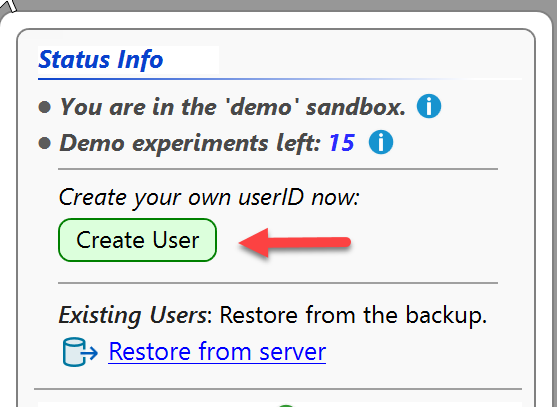 Status Info
You are in the 'demo' sandbox.
Demo experiments left: 15
Create your own userID now:
Create User
Existing Users: Restore from the backup.
Restore from server